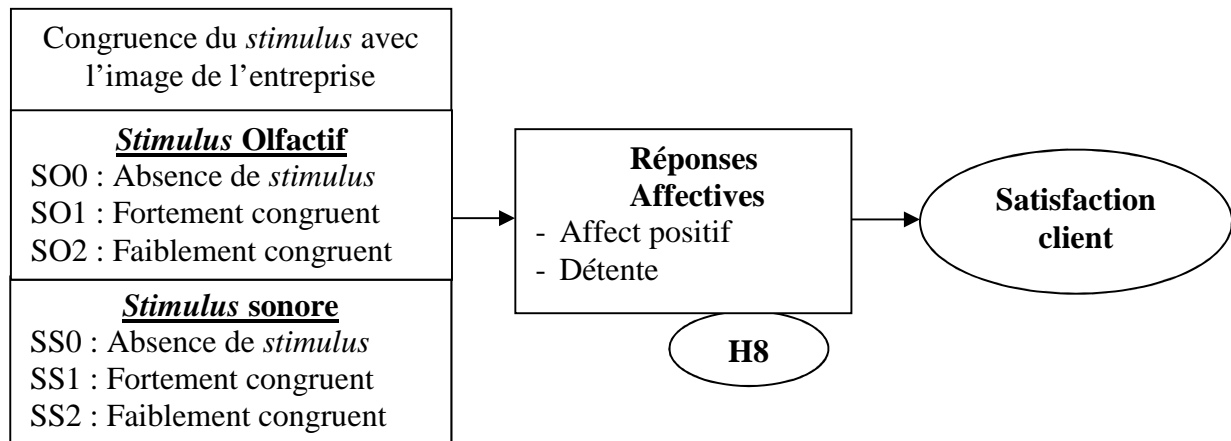 Congruence du stimulus avec
l’image de l’entreprise
Stimulus Olfactif
SO0 : Absence de stimulus
SO1 : Fortement congruent
SO2 : Faiblement congruent
Stimulus sonore
SS0 : Absence de stimulus
SS1 : Fortement congruent
SS2 : Faiblement congruent
Réponses
Affectives
- Affect positif
- Détente
H8
Satisfaction
client